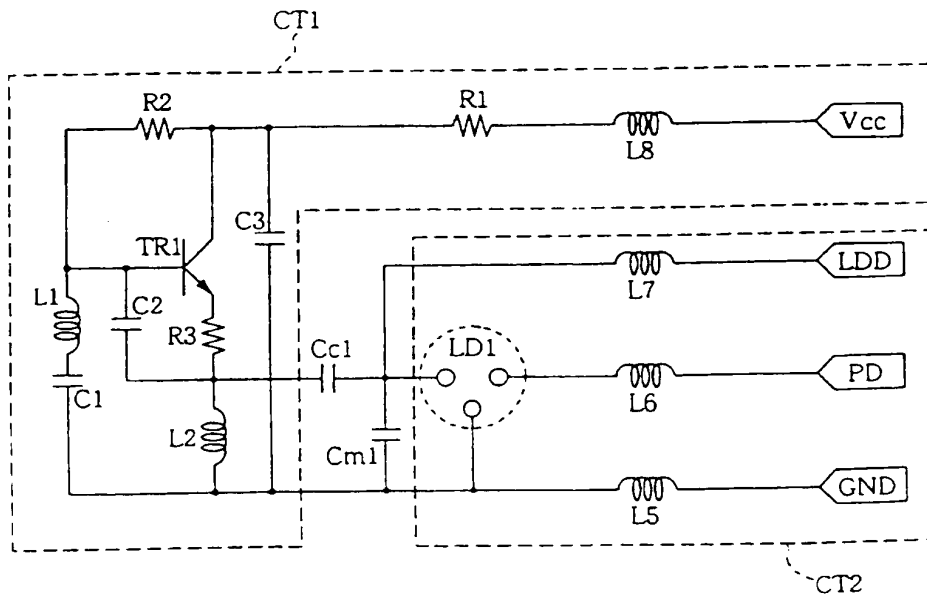 CT1
R2
R1
Vcc
L8
C3
TR1
LDD
L1
C2
L7
R3
Cc1
LD1
PD
C1
L6
L2
Cm1
GND
L5
CT2